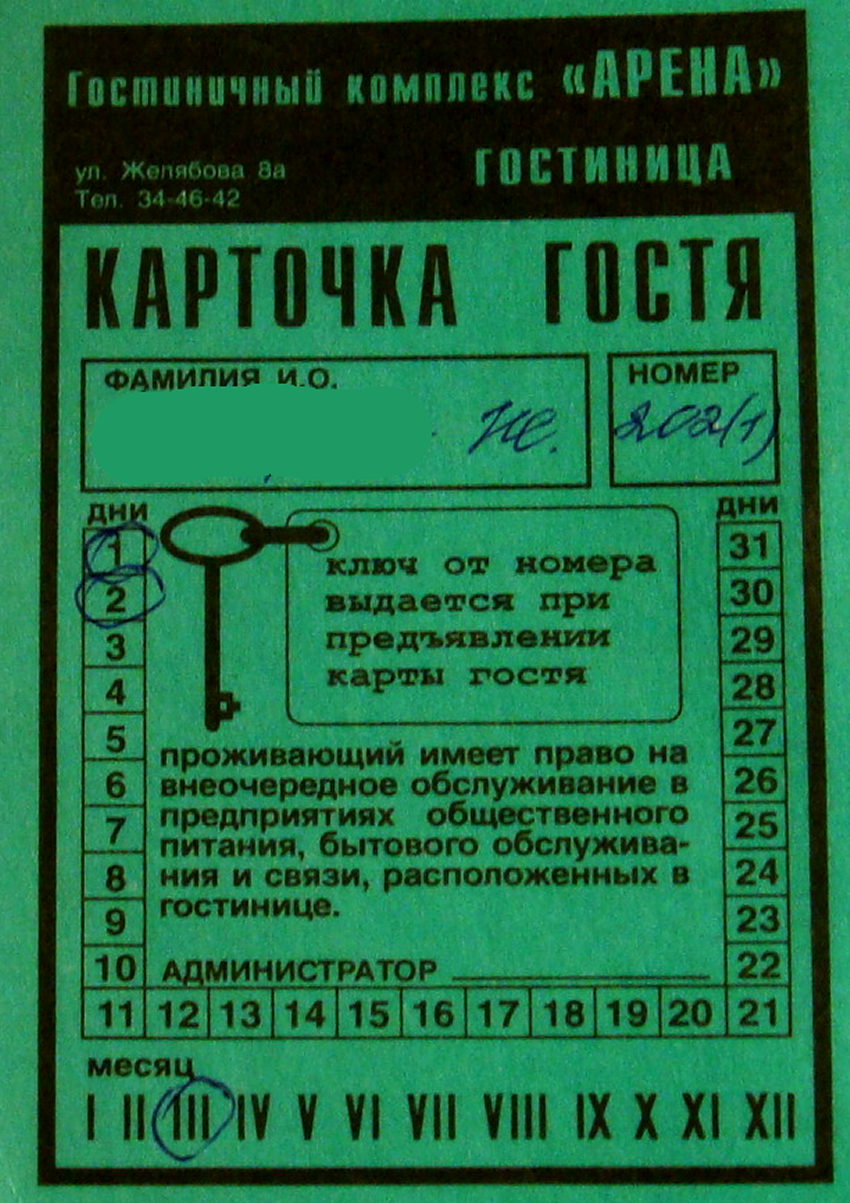 Гостиничный комплекс «АРЕНА»
ул. Желябова 8а
Тел. 34-46-42
ГОСТИНИЦА
КАРТОЧКА ГОСТЯ
ФАМИЛИЯ И.О.
НОМЕР
202(1)
дни
дни
1
2
3
4
5
6
7
8
9
10
31
30
29
28
27
26
25
24
23
22
ключ от номера
выдается при
предъявлении
карты гостя
проживающий имеет право на
внеочередное обслуживание в
предприятиях общественного
питания, бытового обслужива-
ния и связи, расположенных в
гостинице.
АДМИНИСТРАТОР
11 12 13 14 15 16 17 18 19 20 21
месяц
I II III IV V VI VII VIII IX X XI XII